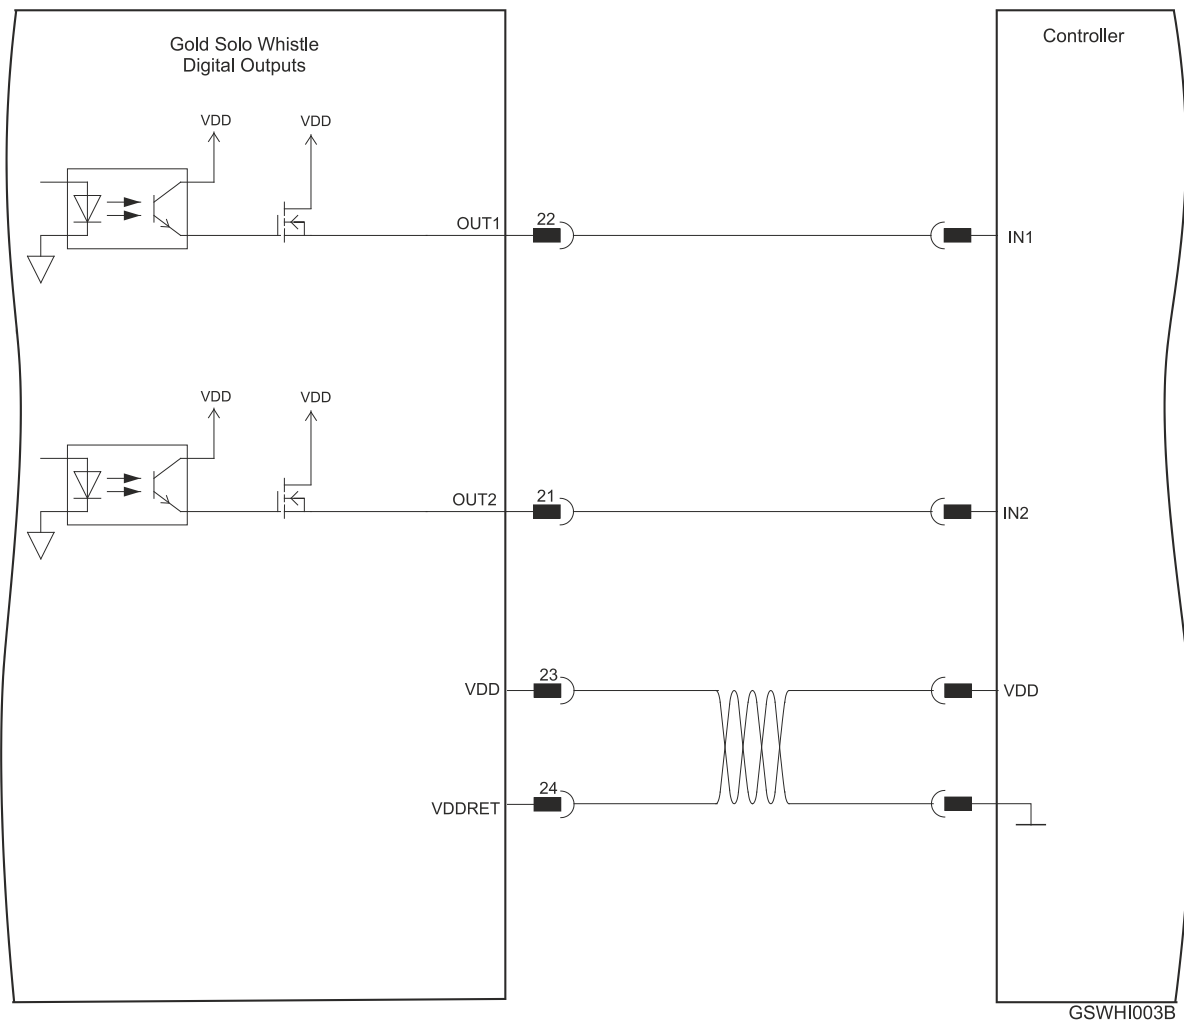 Gold Solo Whistle
Digital Outputs
Controller
VDD
VDD
OUT1
22
IN1
VDD
VDD
OUT2
21
IN2
VDD
23
VDD
VDDRET
24
GSWHI003B